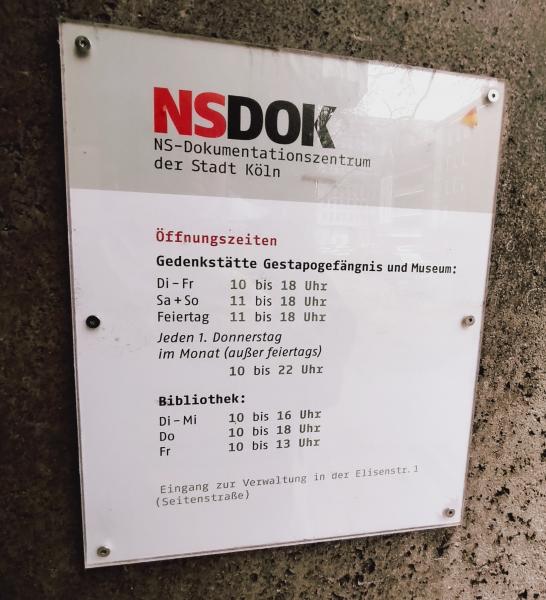 NSDOK
NS-Dokumentationszentrum
der Stadt Köln
Öffnungszeiten
Gedenkstätte Gestapogefängnis und Museum:
Di – Fr 10 bis 18 Uhr
Sa + So 11 bis 18 Uhr
Feiertag 11 bis 18 Uhr
Jeden 1. Donnerstag
im Monat (außer feiertags)
10 bis 22 Uhr
Bibliothek:
Di – Mi 10 bis 16 Uhr
Do 10 bis 18 Uhr
Fr 10 bis 13 Uhr
Eingang zur Verwaltung in der Elisenstr. 1
(Seitenstraße)